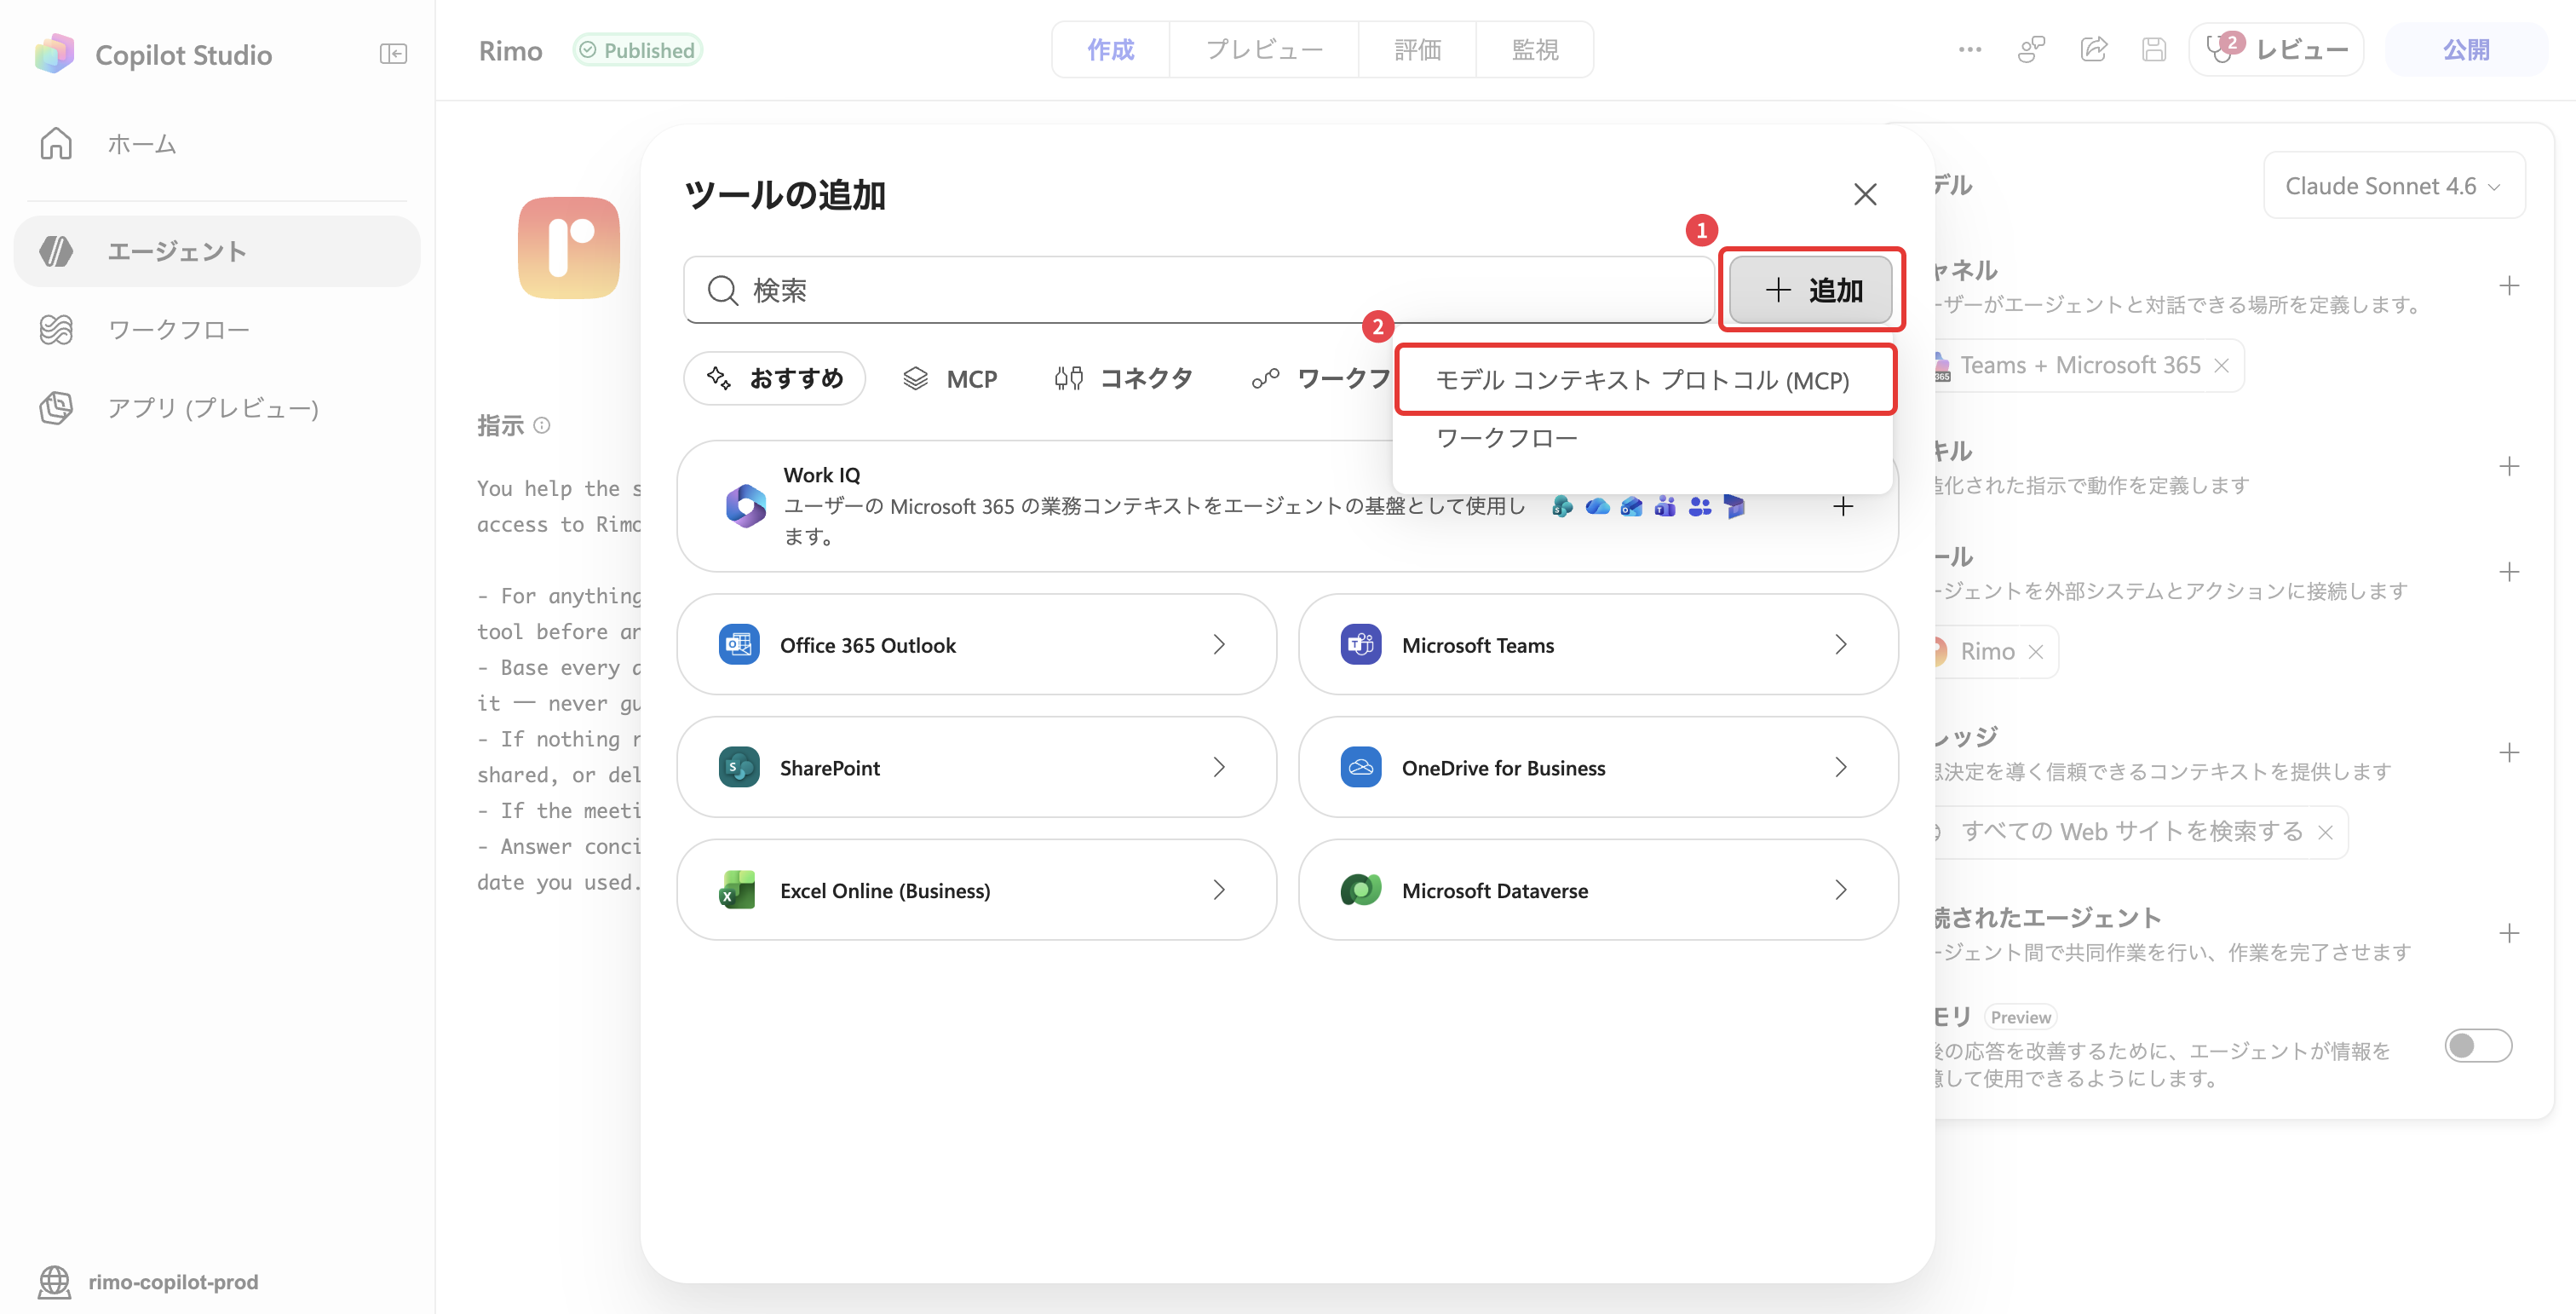 Copilot Studio
ホーム
エージェント
ワークフロー
アプリ (プレビュー)
rimo-copilot-prod
Rimo
Published
作成
プレビュー
評価
監視
2
レビュー
公開
指示
You help the
access to Rimo
- For anything
tool before
- Base every
it — never
- If nothing
shared, or
- If the
- Answer
date you used.
ツールの追加
1
検索
追加
2
おすすめ
MCP
コネクタ
ワークフ
モデル コンテキスト プロトコル (MCP)
ワークフロー
Work IQ
ユーザーの Microsoft 365 の業務コンテキストをエージェントの基盤として使用し
ます。
Office 365 Outlook
Microsoft Teams
SharePoint
OneDrive for Business
Excel Online (Business)
Microsoft Dataverse
デル
Claude Sonnet 4.6
ャネル
ーザーがエージェントと対話できる場所を定義します。
Teams + Microsoft 365
キル
造化された指示で動作を定義します
ール
ージェントを外部システムとアクションに接続します
Rimo
レッジ
思決定を導く信頼できるコンテキストを提供します
すべての Web サイトを検索する
続されたエージェント
ージェント間で共同作業を行い、作業を完了させます
モリ
Preview
後の応答を改善するために、エージェントが情報を
憶して使用できるようにします。